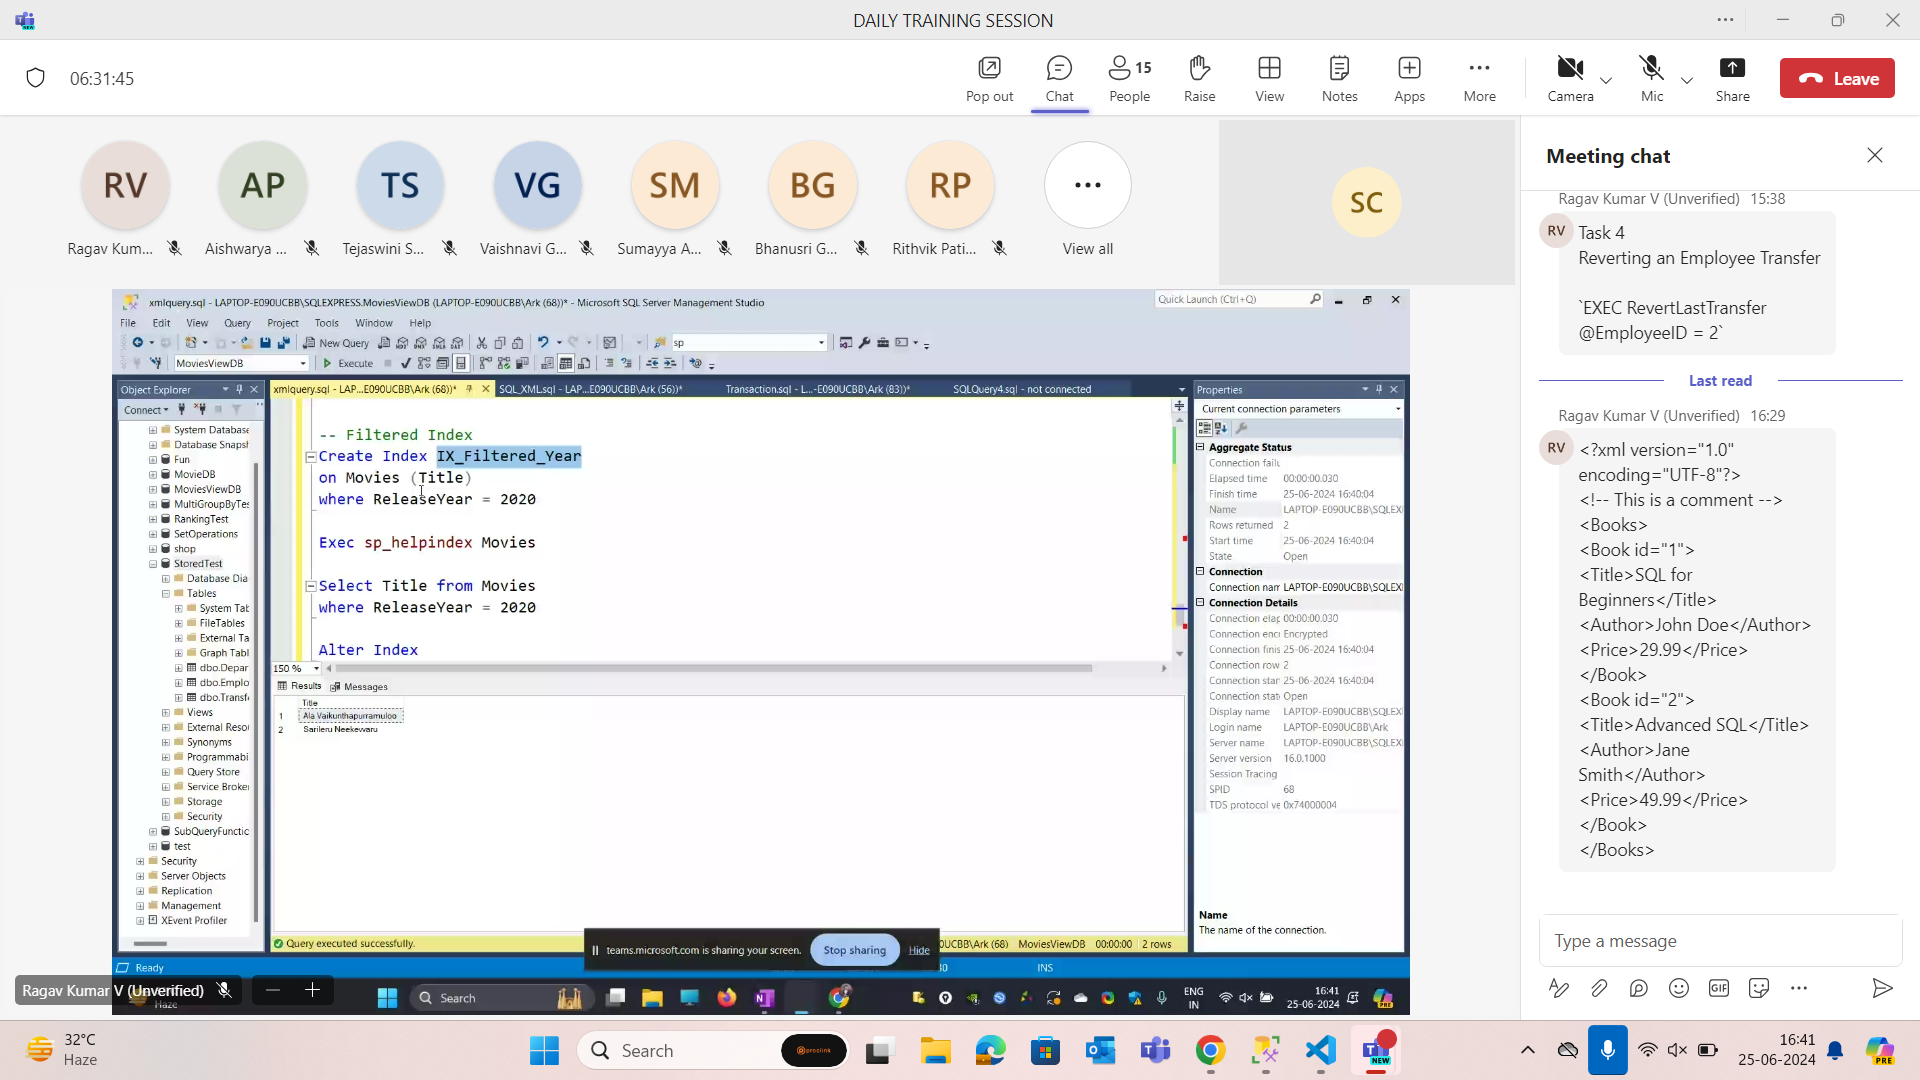 DAILY TRAINING SESSION
06:31:45
Pop out
Chat
15
People
Raise
View
Notes
Apps
More
Camera
Mic
Share
Leave
RV
AP
TS
VG
SM
BG
RP
Ragav Kum...
Aishwarya ...
Tejaswini S...
Vaishnavi G...
Sumayya A...
Bhanusri G...
Rithvik Pati...
View all
SC
Meeting chat
Ragav Kumar V (Unverified) 15:38
RV
Task 4
Reverting an Employee Transfer
`EXEC RevertLastTransfer
@EmployeeID = 2`
Last read
Ragav Kumar V (Unverified) 16:29
RV
<?xml version="1.0"
encoding="UTF-8"?>
<!-- This is a comment -->
<Books>
<Book id="1">
<Title>SQL for
Beginners</Title>
<Author>John Doe</Author>
<Price>29.99</Price>
</Book>
<Book id="2">
<Title>Advanced SQL</Title>
<Author>Jane
Smith</Author>
<Price>49.99</Price>
</Book>
</Books>
Type a message
GIF
xmlquery.sql - LAPTOP-E090UCBB\SQLEXPRESS.MoviesViewDB (LAPTOP-E090UCBB\Ark (68))* - Microsoft SQL Server Management Studio
Quick Launch (Ctrl+Q)
File Edit View Query Project Tools Window Help
New Query
sp
MoviesViewDB
Execute
Object Explorer
Connect
System Database
Database Snapsh
Fun
MovieDB
MoviesViewDB
MultiGroupByTes
RankingTest
SetOperations
shop
StoredTest
Database Dia
Tables
System Tab
FileTables
External Ta
Graph Tabl
dbo.Depar
dbo.Emplo
dbo.Transf
Views
External Reso
Synonyms
Programmabi
Query Store
Service Broke
Storage
Security
SubQueryFunctio
test
Security
Server Objects
Replication
Management
XEvent Profiler
xmlquery.sql - LAP...E090UCBB\Ark (68))*
SQL_XML.sql - LAP...E090UCBB\Ark (56))*
Transaction.sql - L...-E090UCBB\Ark (83))*
SQLQuery4.sql - not connected
-- Filtered Index
Create Index IX_Filtered_Year
on Movies (Title)
where ReleaseYear = 2020
Exec sp_helpindex Movies
Select Title from Movies
where ReleaseYear = 2020
Alter Index
150 %
Results
Messages
Title
1 Ala Vaikunthapurramuloo
2 Sarileru Neekevvaru
Query executed successfully.
UCBB\Ark (68) MoviesViewDB 00:00:00 2 rows
Properties
Current connection parameters
Aggregate Status
Connection failu
Elapsed time 00:00:00.030
Finish time 25-06-2024 16:40:04
Name LAPTOP-E090UCBB\SQLEXI
Rows returned 2
Start time 25-06-2024 16:40:04
State Open
Connection
Connection nan LAPTOP-E090UCBB\SQLEXI
Connection Details
Connection elap 00:00:00.030
Connection enci Encrypted
Connection finis 25-06-2024 16:40:04
Connection row 2
Connection star 25-06-2024 16:40:04
Connection stat Open
Display name LAPTOP-E090UCBB\SQLEX
Login name LAPTOP-E090UCBB\Ark
Server name LAPTOP-E090UCBB\SQLEX
Server version 16.0.1000
Session Tracing
SPID 68
TDS protocol ve 0x74000004
Name
The name of the connection.
teams.microsoft.com is sharing your screen.
Stop sharing
Hide
Ready
INS
Ragav Kumar V (Unverified)
Haze
Search
ENG
IN
16:41
25-06-2024
32°C
Haze
Search
NEW
16:41
25-06-2024
PRE